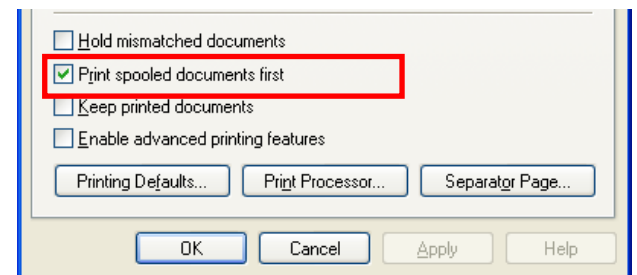 Hold mismatched documents
Print spooled documents first
Keep printed documents
Enable advanced printing features
Printing Defaults... Print Processor... Separator Page...
OK Cancel Apply Help